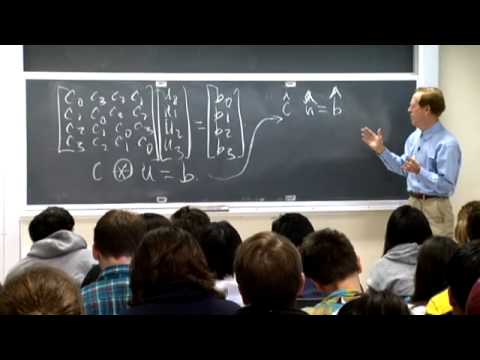 [c0 c3 c2 c1] [u0] = [b0]
[c1 c0 c3 c2] [u1] [b1]
[c2 c1 c0 c3] [u2] [b2]
[c3 c2 c1 c0] [u3] [b3]
c ⊛ u = b. → ĉ û = b̂